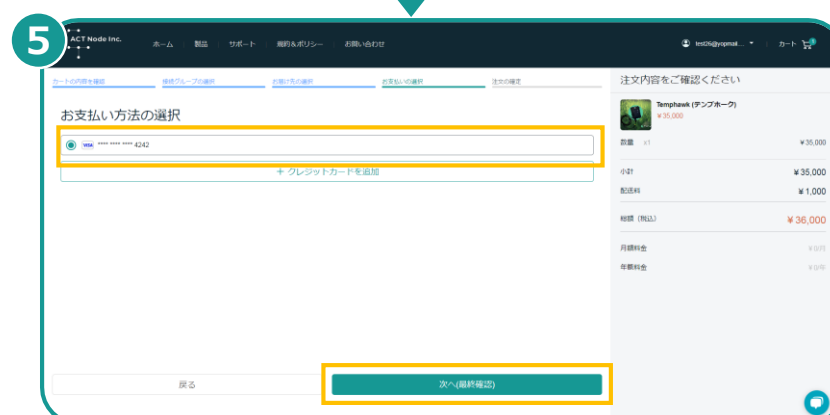 5
ACT Node Inc.
ホーム 製品 サポート 規約&ポリシー お問い合わせ
test26@yopmail.... カート
カートの内容を確認 接続グループの選択 お届け先の選択 お支払いの選択 注文の確定
お支払い方法の選択
VISA **** **** **** 4242
+ クレジットカードを追加
戻る
次へ(最終確認)
注文内容をご確認ください
Temphawk (テンプホーク)
¥35,000
数量 x1 ¥35,000
小計 ¥35,000
配送料 ¥1,000
総額 (税込) ¥36,000
月額料金 ¥0/月
年額料金 ¥0/年